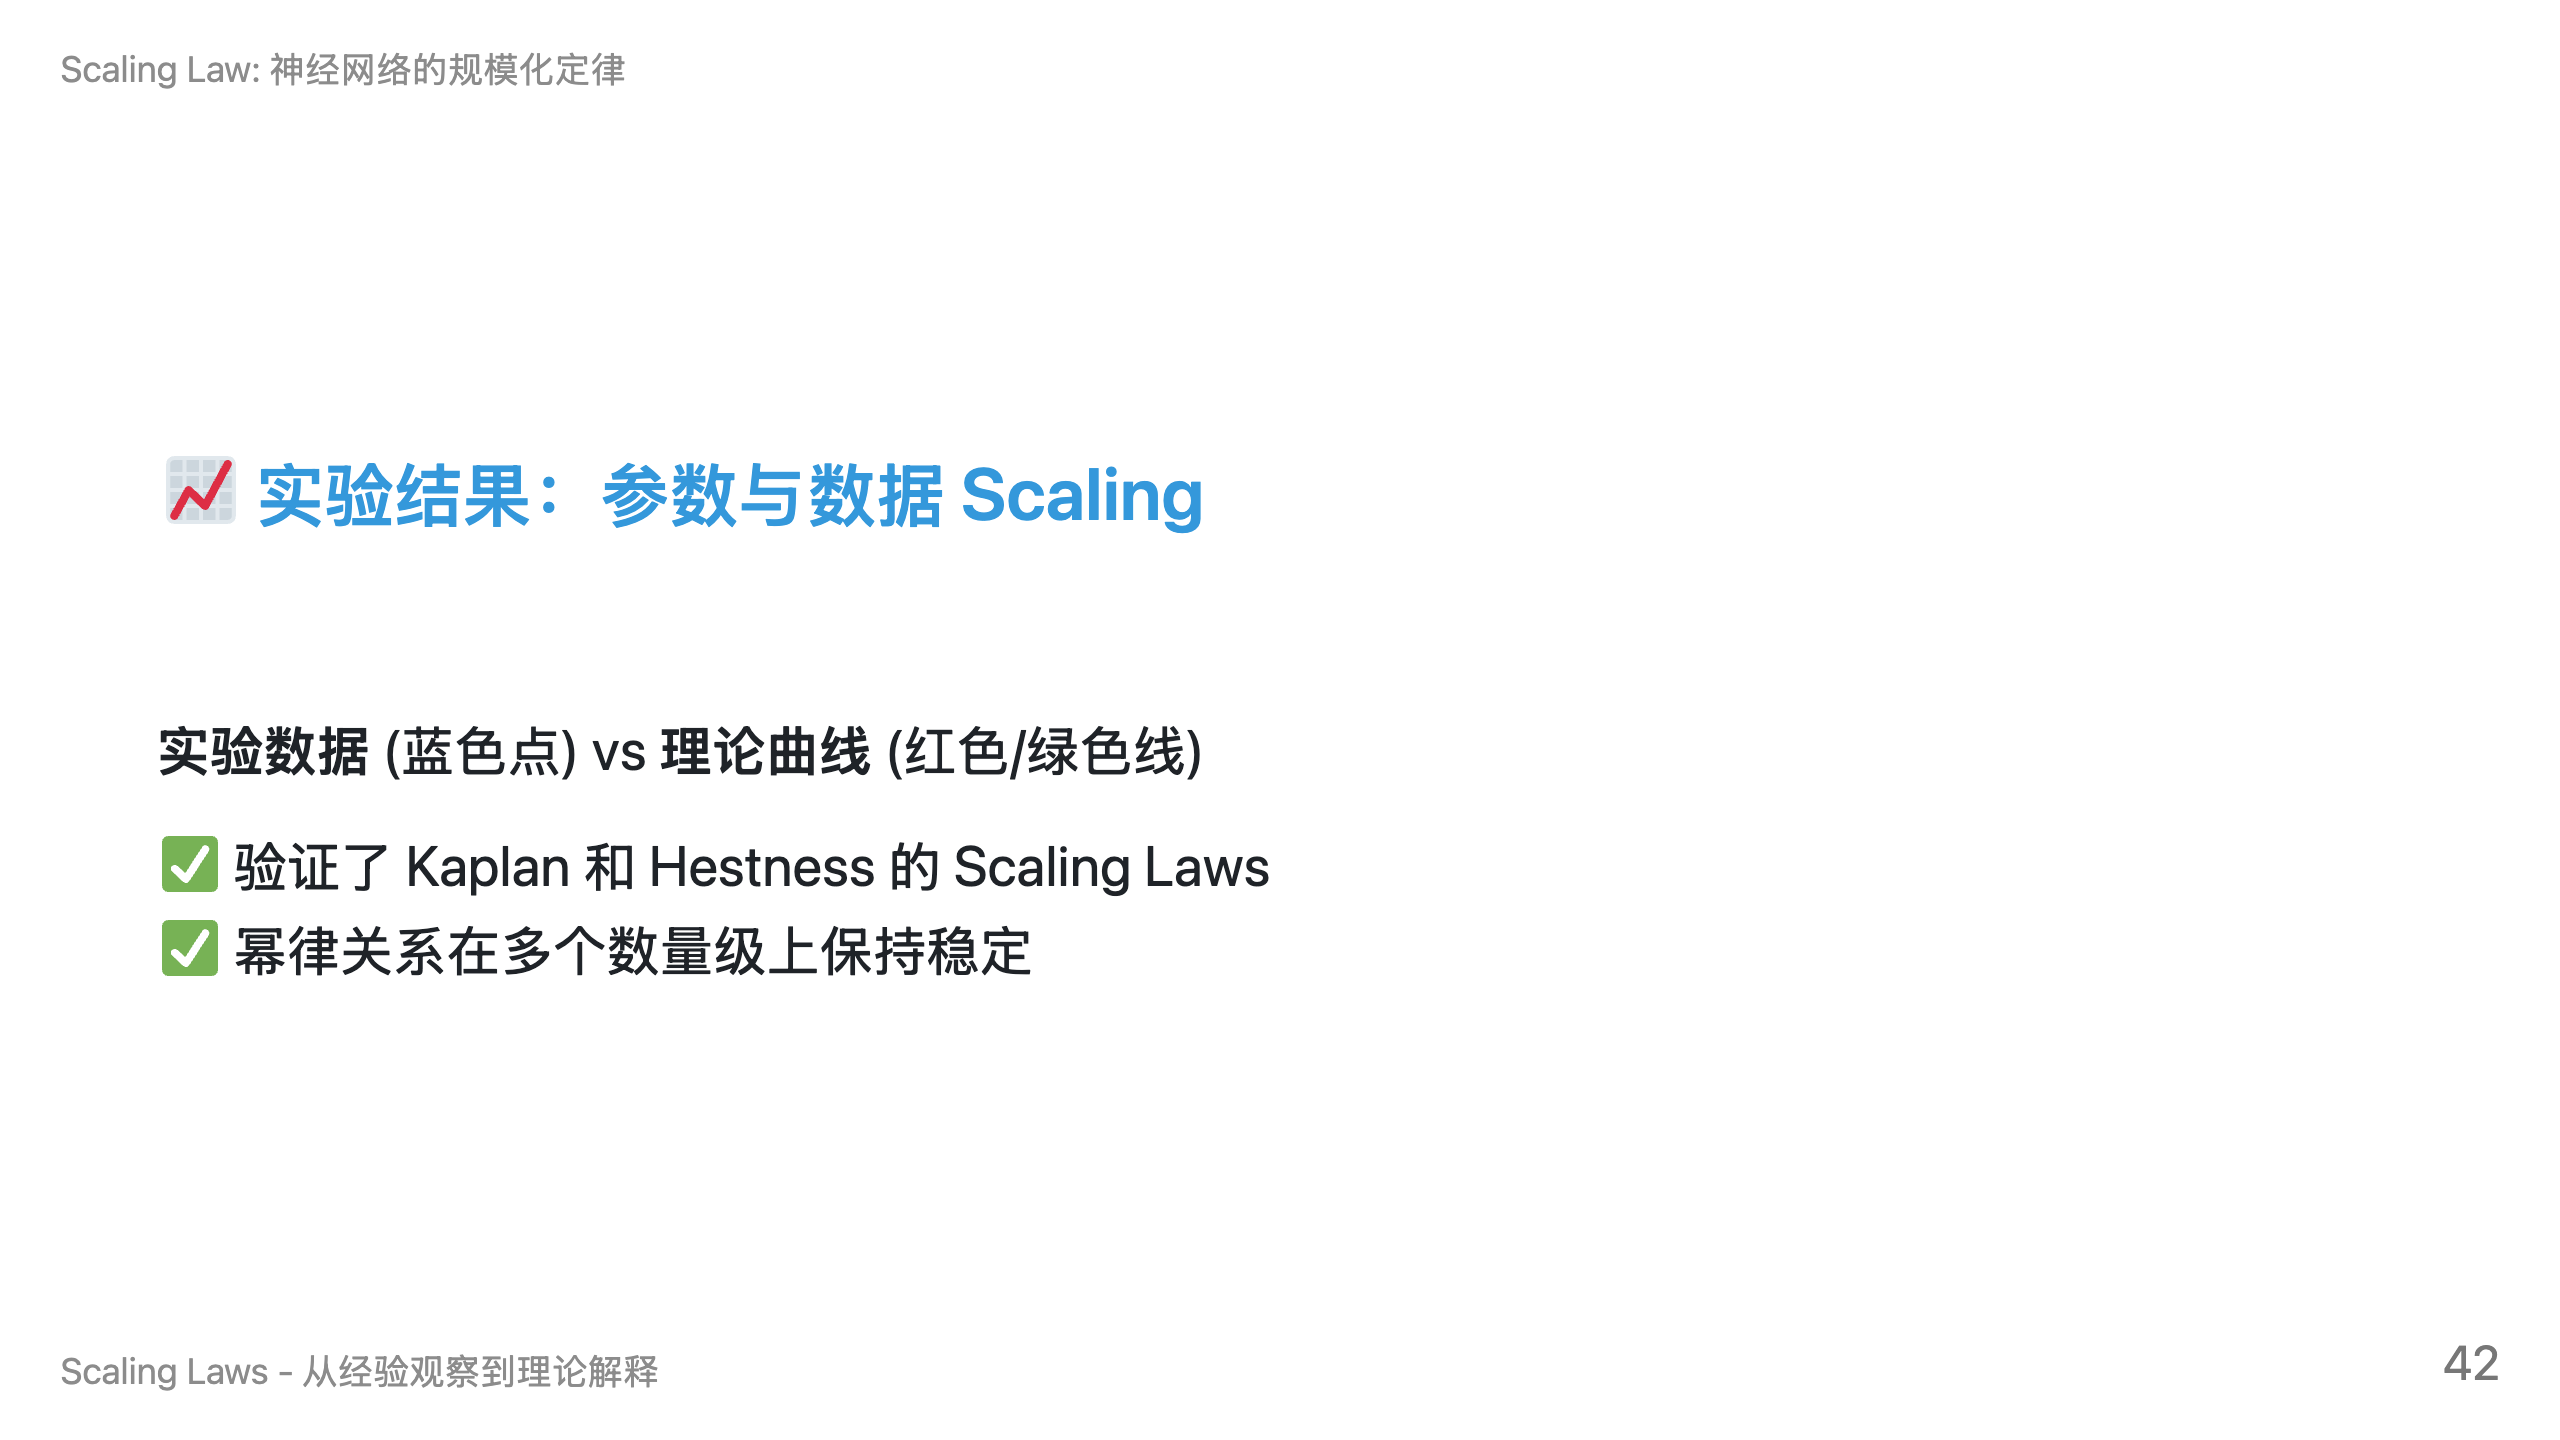 Scaling Law: 神经网络的规模化定律
📈 实验结果：参数与数据 Scaling
实验数据 (蓝色点) vs 理论曲线 (红色/绿色线)
✅ 验证了 Kaplan 和 Hestness 的 Scaling Laws
✅ 幂律关系在多个数量级上保持稳定
Scaling Laws - 从经验观察到理论解释
42